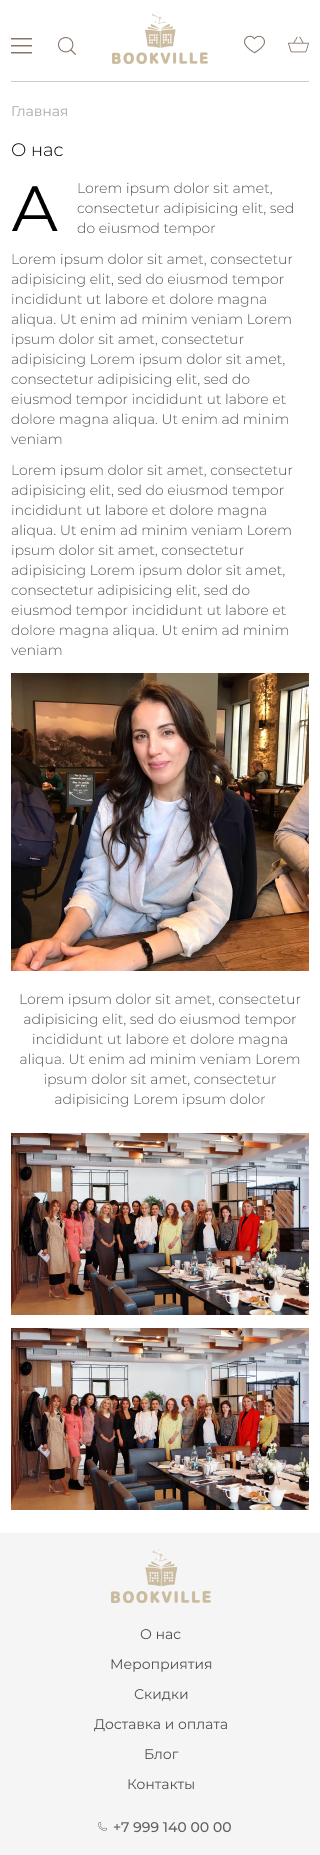 BOOKVILLE
Главная
О нас
А
Lorem ipsum dolor sit amet,
consectetur adipisicing elit, sed
do eiusmod tempor
Lorem ipsum dolor sit amet, consectetur
adipisicing elit, sed do eiusmod tempor
incididunt ut labore et dolore magna
aliqua. Ut enim ad minim veniam Lorem
ipsum dolor sit amet, consectetur
adipisicing Lorem ipsum dolor sit amet,
consectetur adipisicing elit, sed do
eiusmod tempor incididunt ut labore et
dolore magna aliqua. Ut enim ad minim
veniam
Lorem ipsum dolor sit amet, consectetur
adipisicing elit, sed do eiusmod tempor
incididunt ut labore et dolore magna
aliqua. Ut enim ad minim veniam Lorem
ipsum dolor sit amet, consectetur
adipisicing Lorem ipsum dolor sit amet,
consectetur adipisicing elit, sed do
eiusmod tempor incididunt ut labore et
dolore magna aliqua. Ut enim ad minim
veniam
Lorem ipsum dolor sit amet, consectetur
adipisicing elit, sed do eiusmod tempor
incididunt ut labore et dolore magna
aliqua. Ut enim ad minim veniam Lorem
ipsum dolor sit amet, consectetur
adipisicing Lorem ipsum dolor
BOOKVILLE
О нас
Мероприятия
Скидки
Доставка и оплата
Блог
Контакты
+7 999 140 00 00